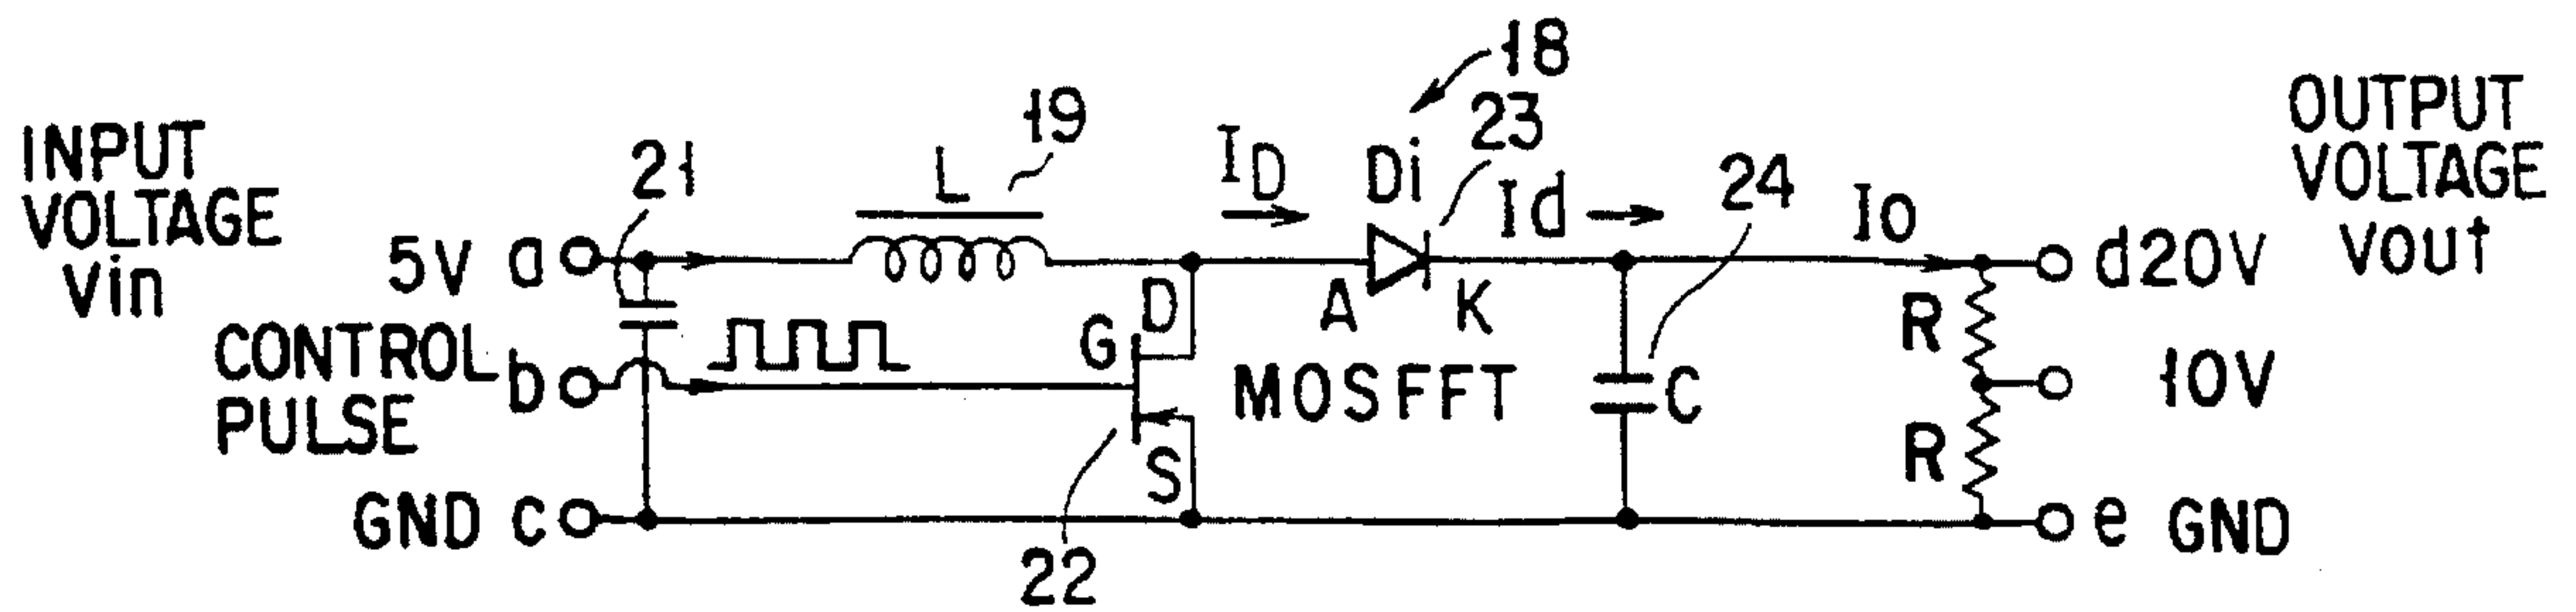 18
INPUT
VOLTAGE
Vin
21
L
19
ID
Di
23
Id
24
Io
OUTPUT
VOLTAGE
Vout
5V a
A
K
d20V
CONTROL
PULSE
b
G
D
S
MOSFFT
C
R
10V
R
GND c
22
e GND